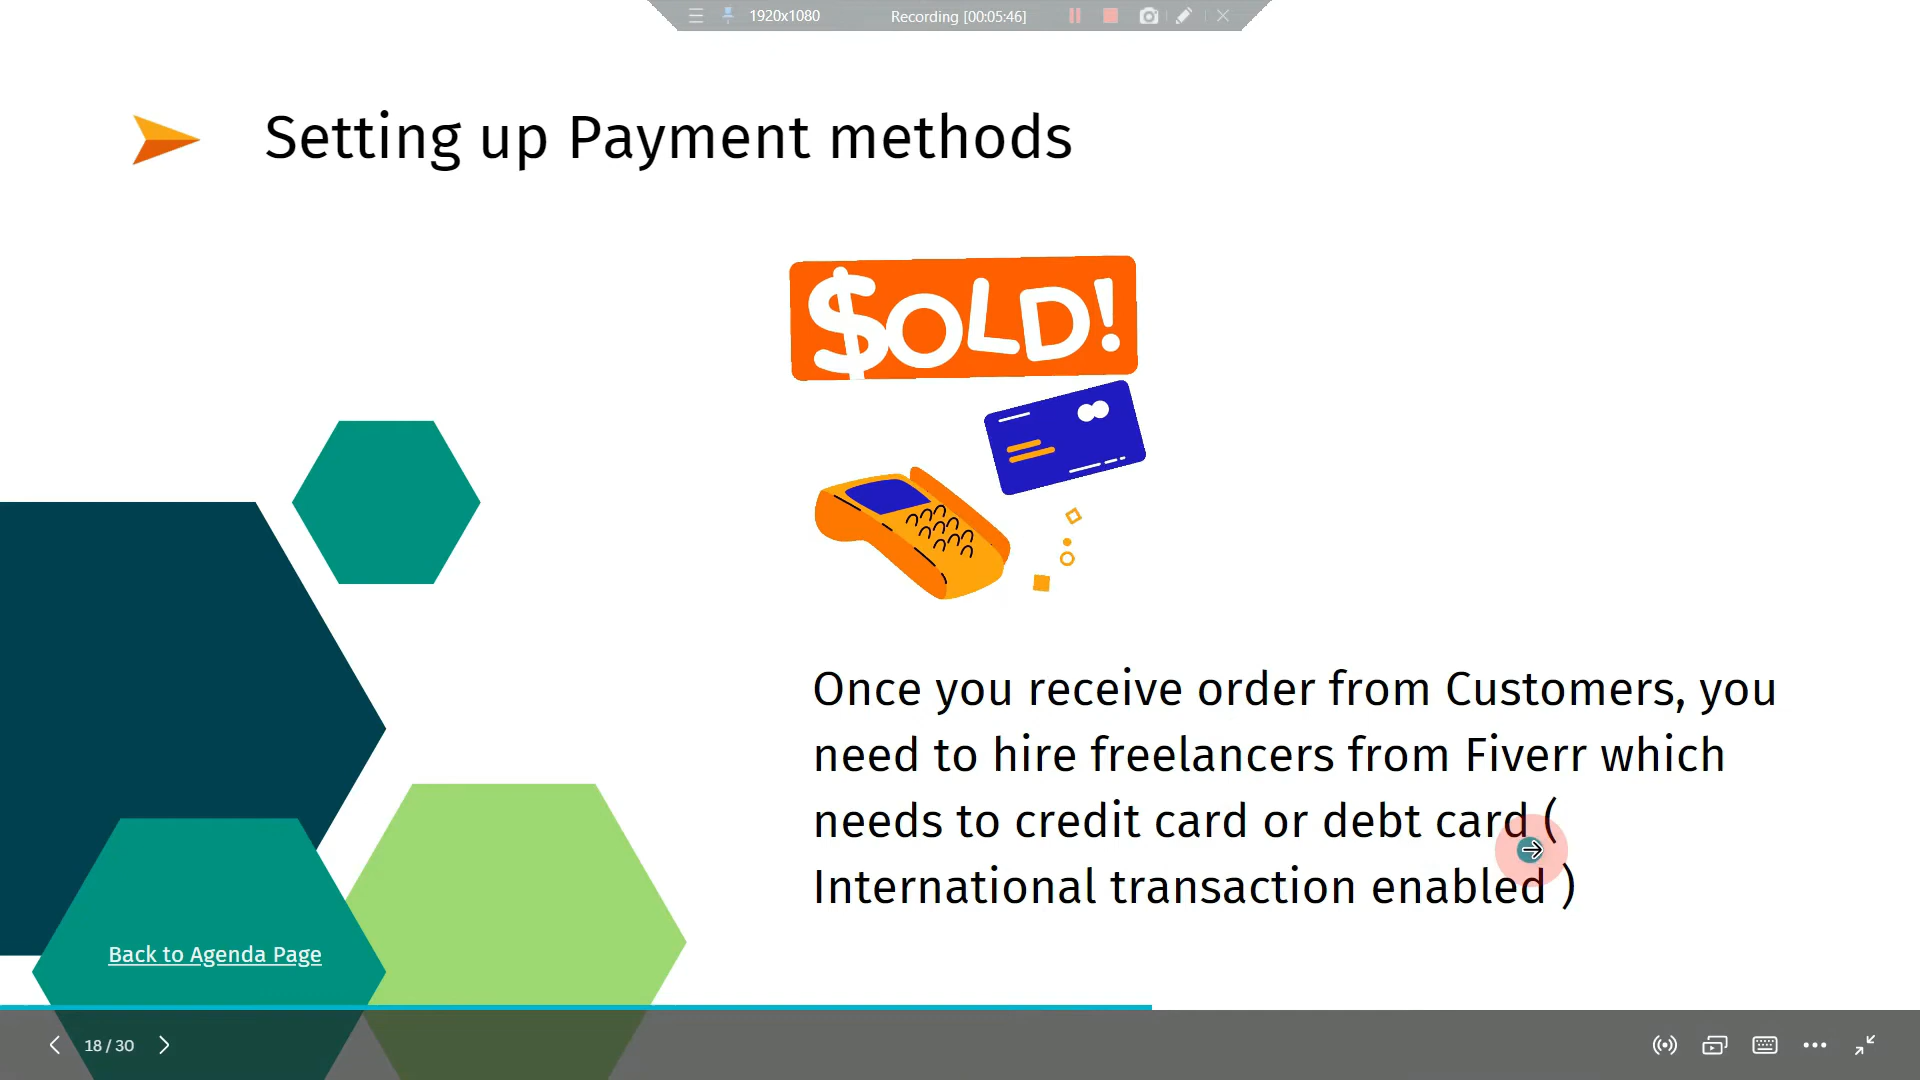 1920x1080
Recording [00:05:46]
Setting up Payment methods
$OLD!
Once you receive order from Customers, you
need to hire freelancers from Fiverr which
needs to credit card or debt card (
International transaction enabled )
Back to Agenda Page
18 / 30